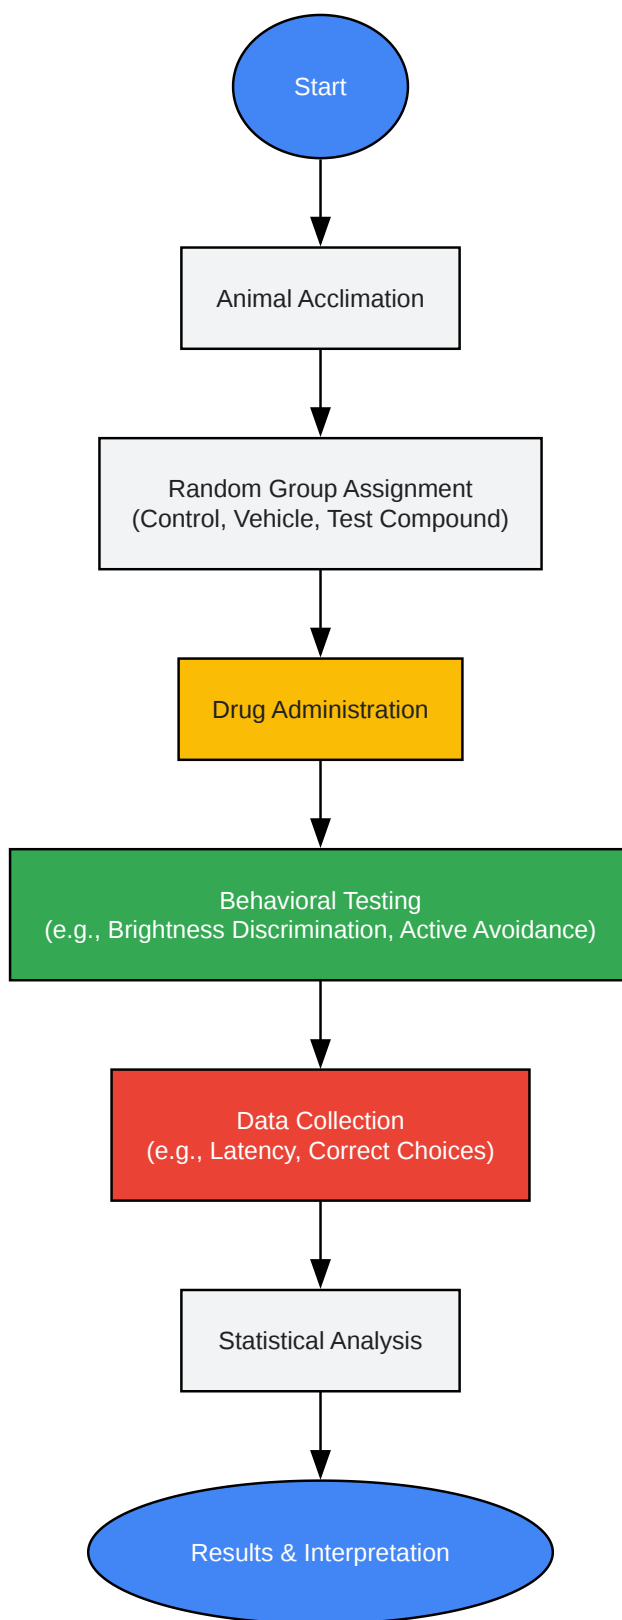 Start
Animal Acclimation
Random Group Assignment
(Control, Vehicle, Test Compound)
Drug Administration
Behavioral Testing
(e.g., Brightness Discrimination, Active Avoidance)
Data Collection
(e.g., Latency, Correct Choices)
Statistical Analysis
Results & Interpretation